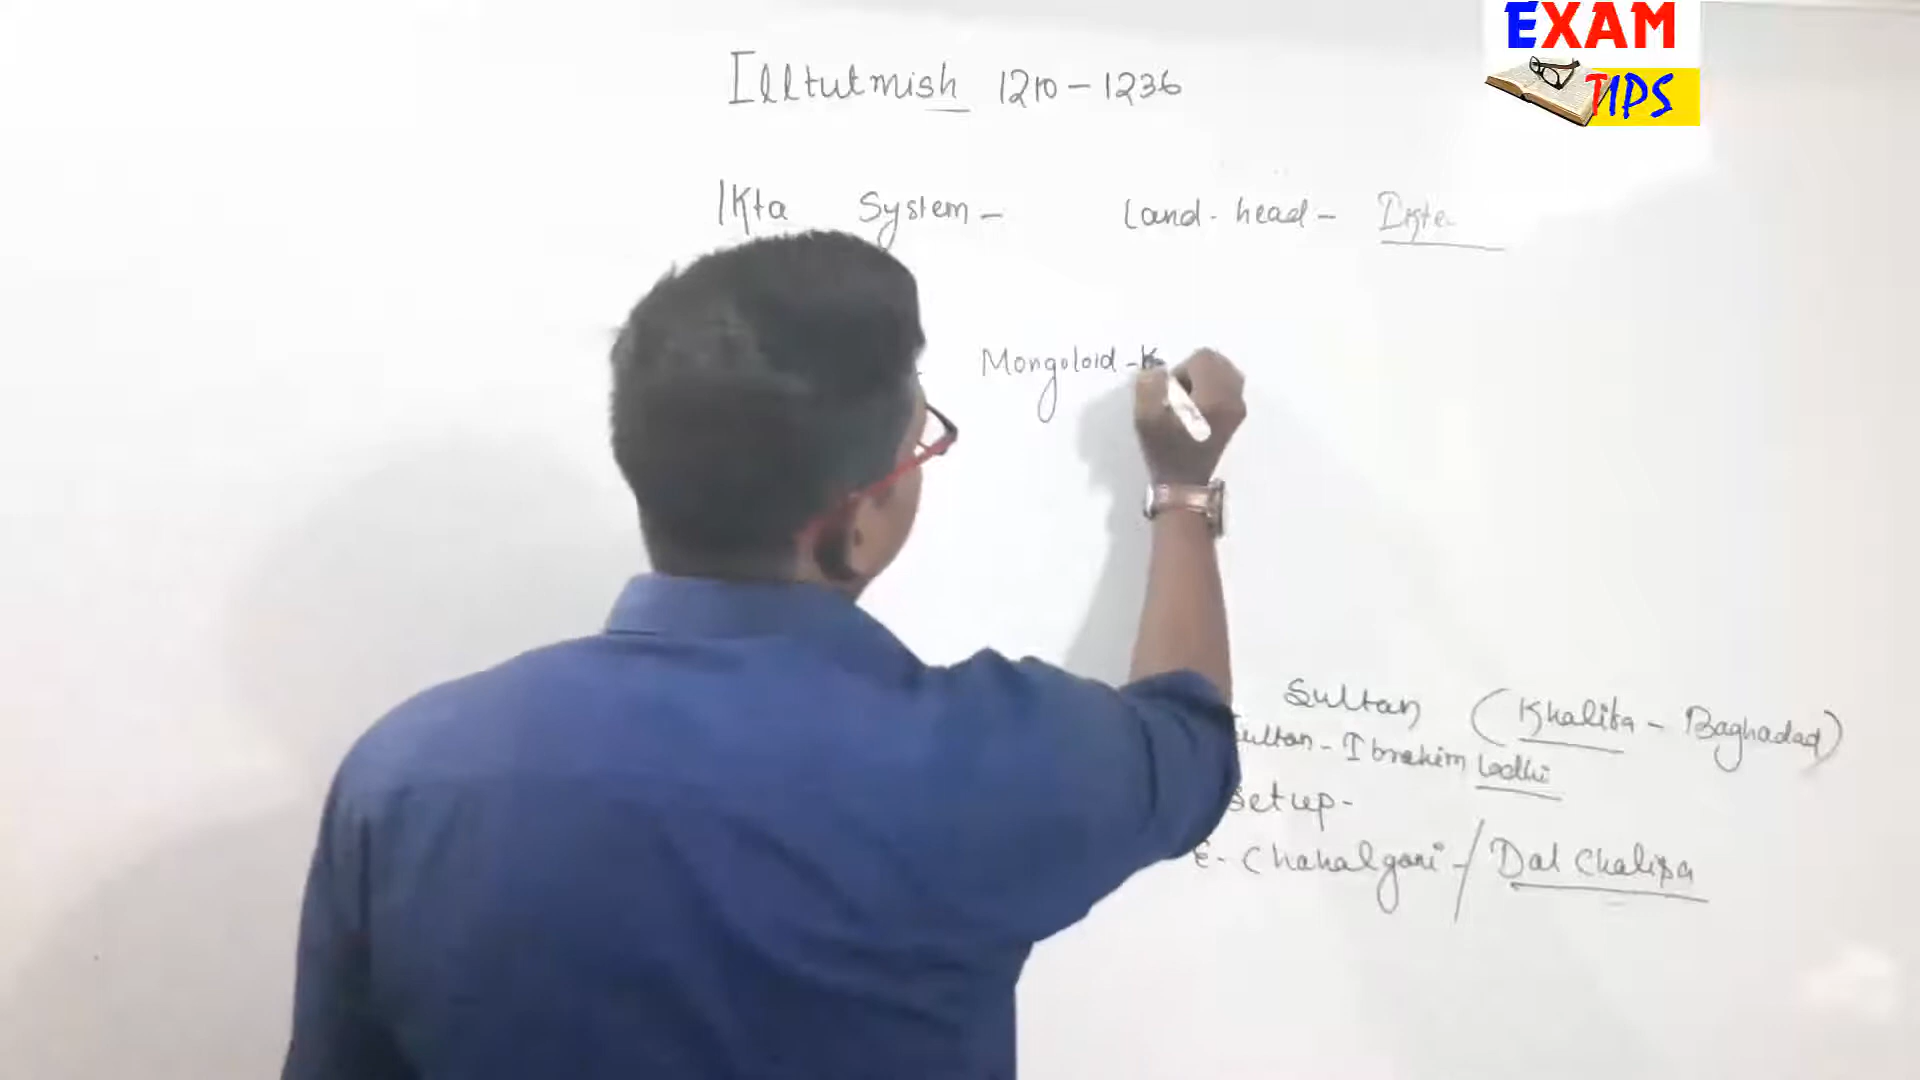 EXAM
TIPS
Illtutmish 1210-1236
IKta System - Land-head-
Mongoloid - K
Sultan (Khalifa - Baghadad)
ultan - Ibrahim Lodhi
Setup-
E-Chahalgani-/Dal Chalisa